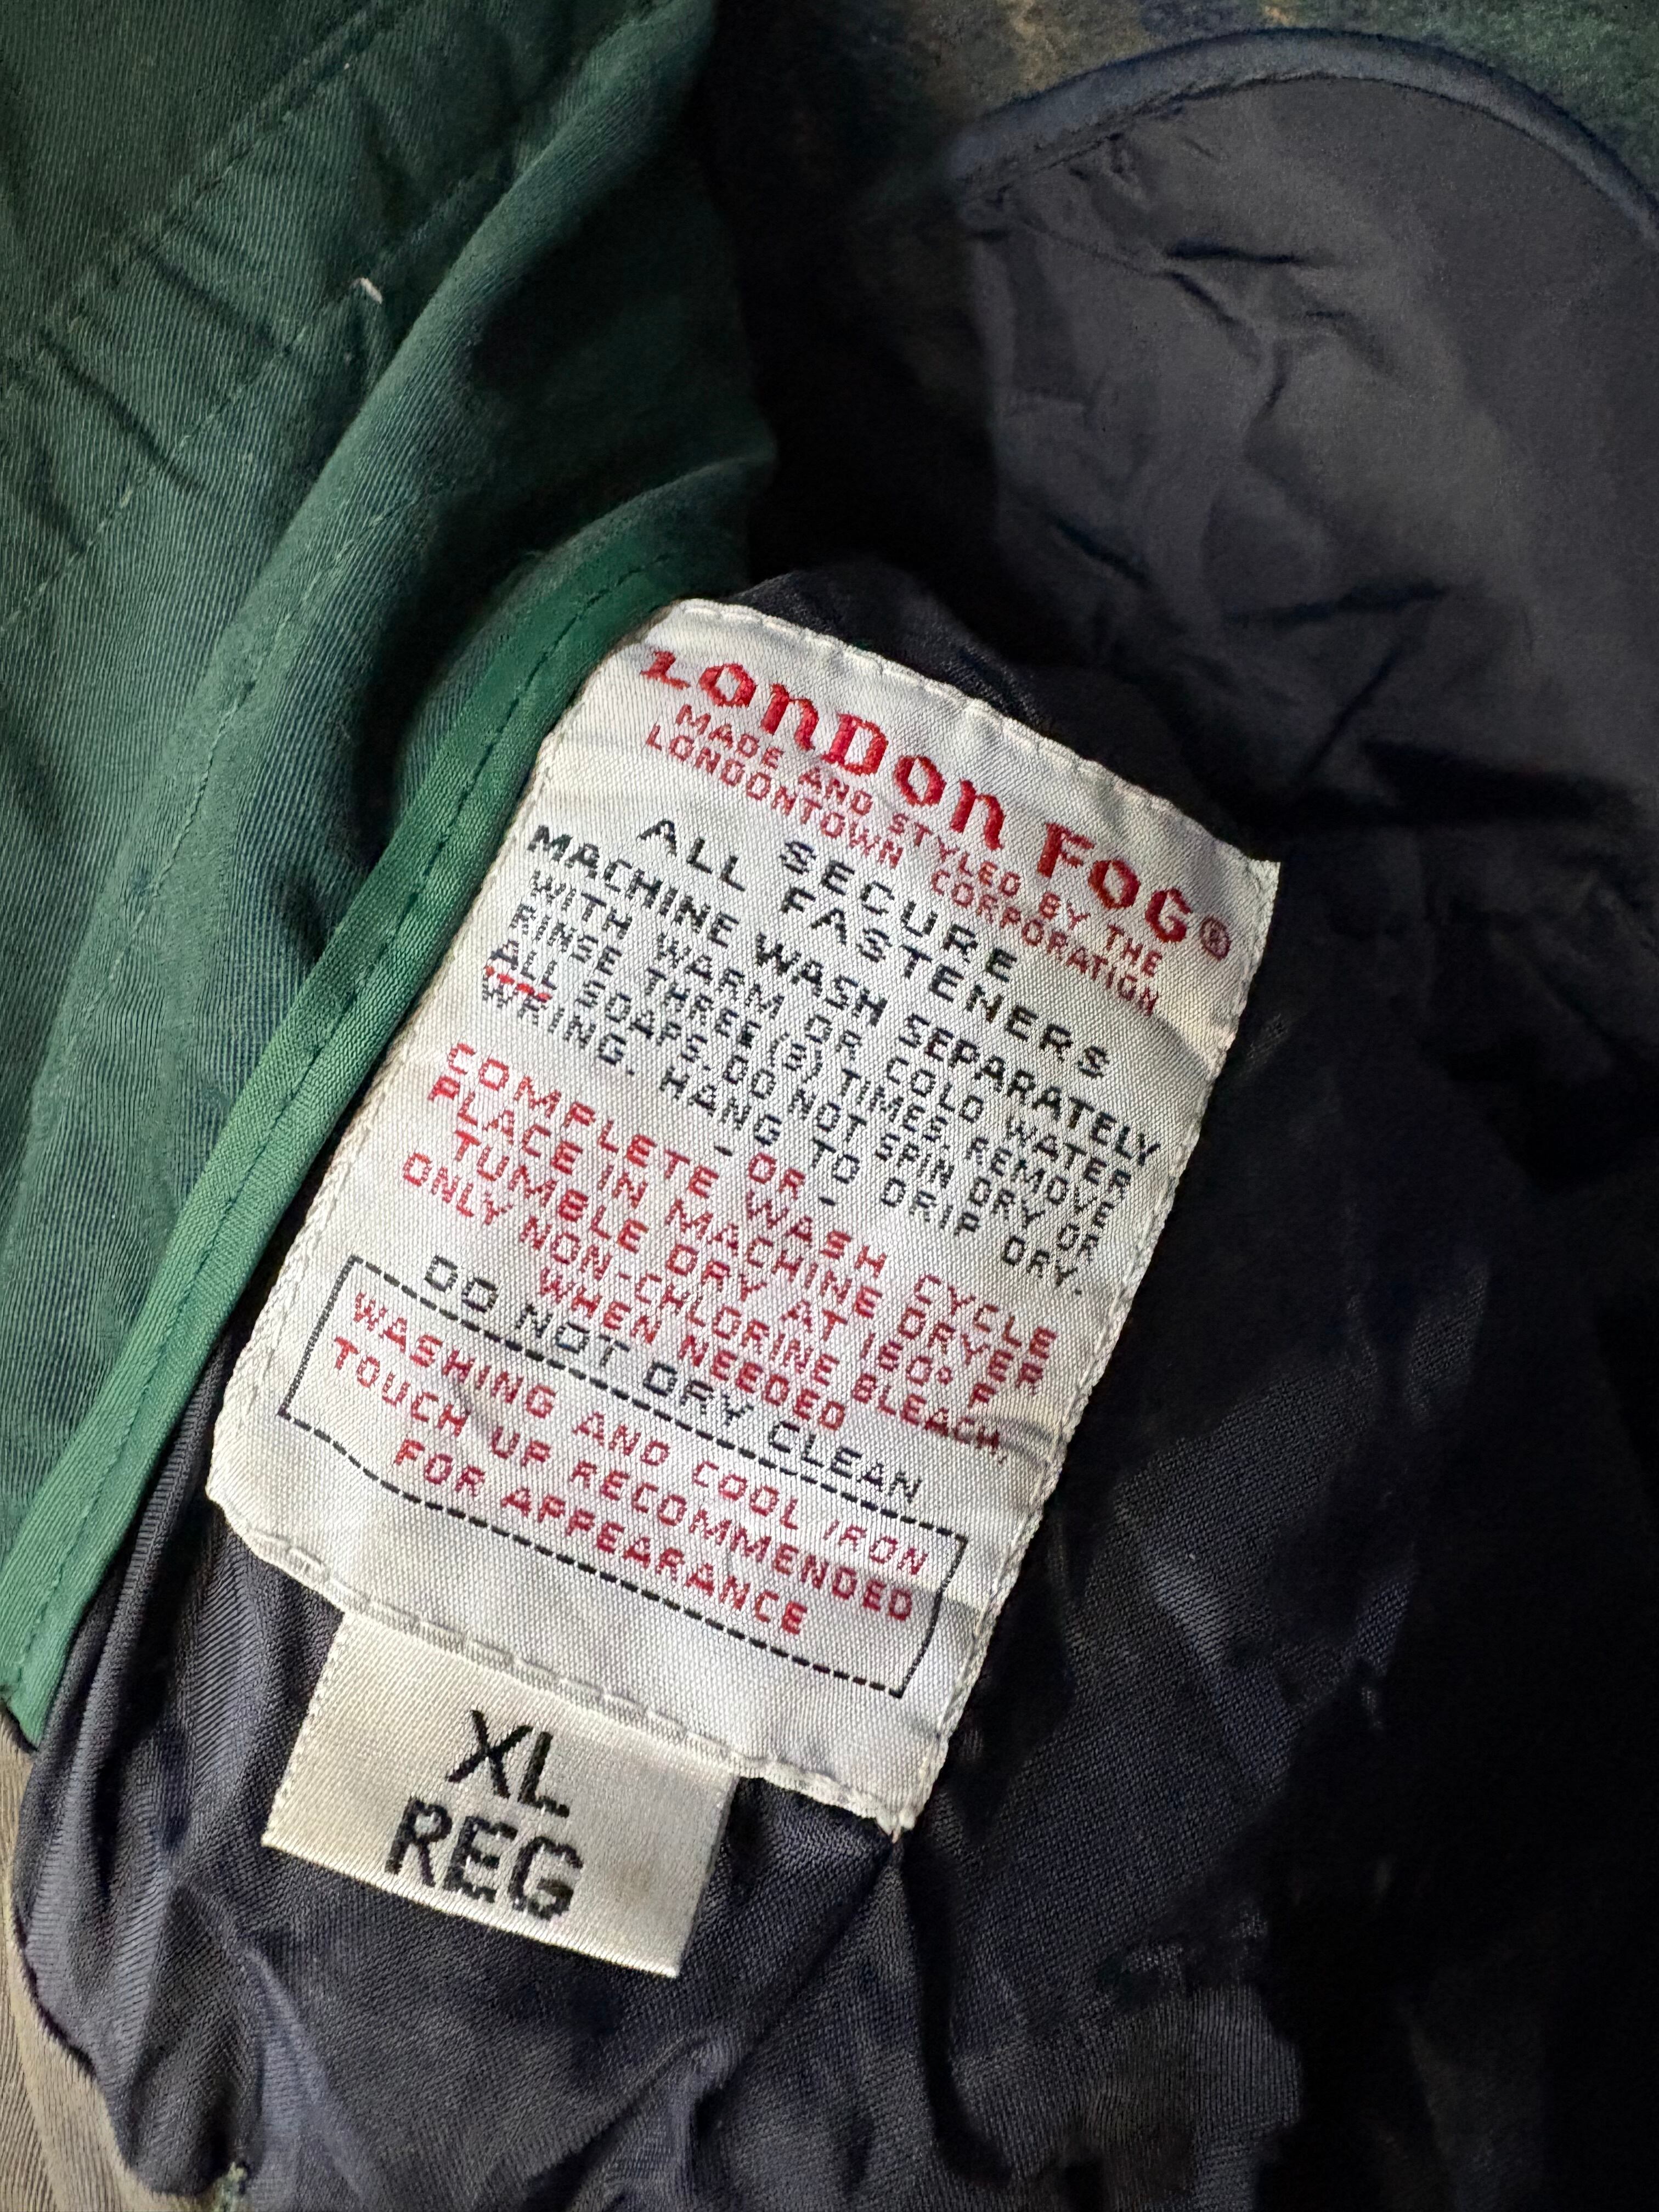 LONDON FOG®
MADE AND STYLED BY THE
LONDONTOWN CORPORATION
SECURE
ALL FASTENERS
MACHINE WASH SEPARATELY
WITH WARM OR COLD WATER
RINSE THREE (3) TIMES REMOVE
ALL SOAPS. DO NOT SPIN DRY OR
WRING. HANG TO DRIP DRY.
- OR -
COMPLETE WASH CYCLE
PLACE IN MACHINE DRYER
TUMBLE DRY AT 160° F
ONLY NON-CHLORINE BLEACH,
WHEN NEEDED
DO NOT DRY CLEAN
WASHING AND COOL IRON
TOUCH UP RECOMMENDED
FOR APPEARANCE
XL
REG